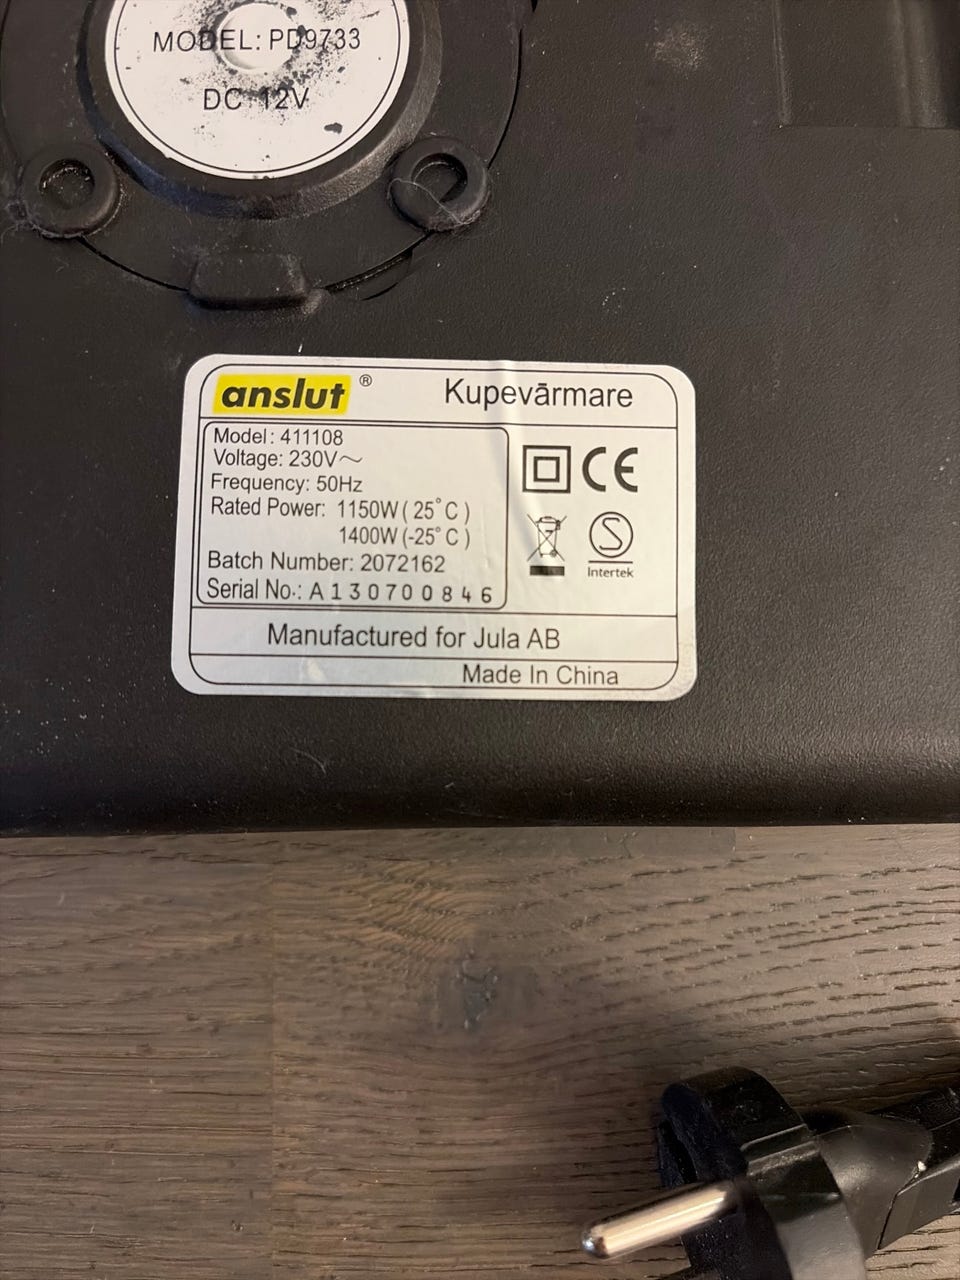 MODEL: PD9733
DC 12V
anslut ® Kupevārmare
Model: 411108
Voltage: 230V～
Frequency: 50Hz
Rated Power: 1150W ( 25°C )
1400W (-25°C )
Batch Number: 2072162
Serial No.: A130700846
CE
S
Intertek
Manufactured for Jula AB
Made In China